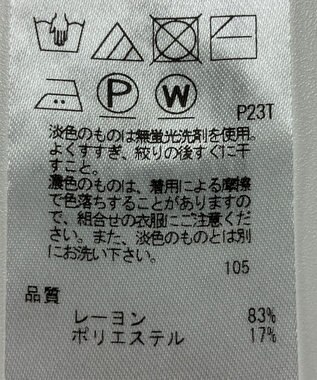 P
W
P23T
淡色のものは無蛍光洗剤を使用。
よくすすぎ、絞りの後すぐに干
すこと。
濃色のものは、着用による摩擦
で色落ちすることがありますの
で、組合せの衣服にご注意くださ
い。また、淡色のものとは別
にお洗い下さい。
105
品質
レーヨン 83%
ポリエステル 17%